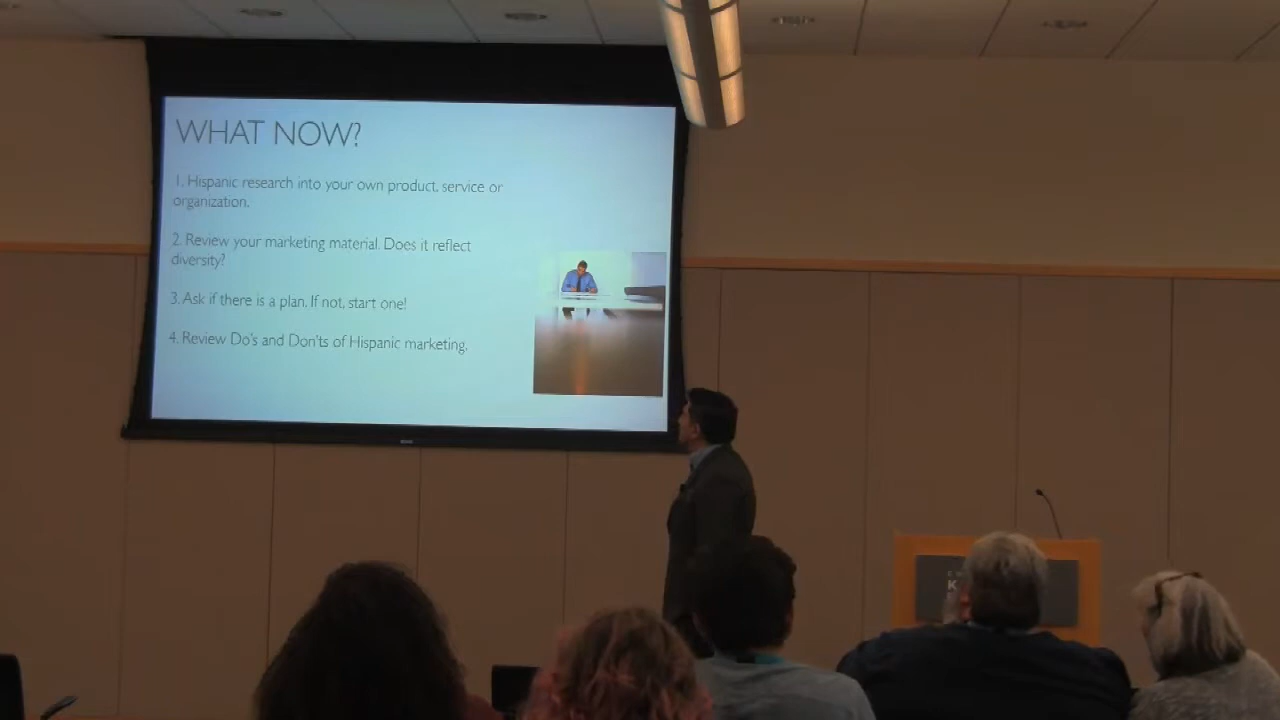 WHAT NOW?
1. Hispanic research into your own product, service or
organization.
2. Review your marketing material. Does it reflect
diversity?
3. Ask if there is a plan. If not, start one!
4. Review Do's and Don'ts of Hispanic marketing.